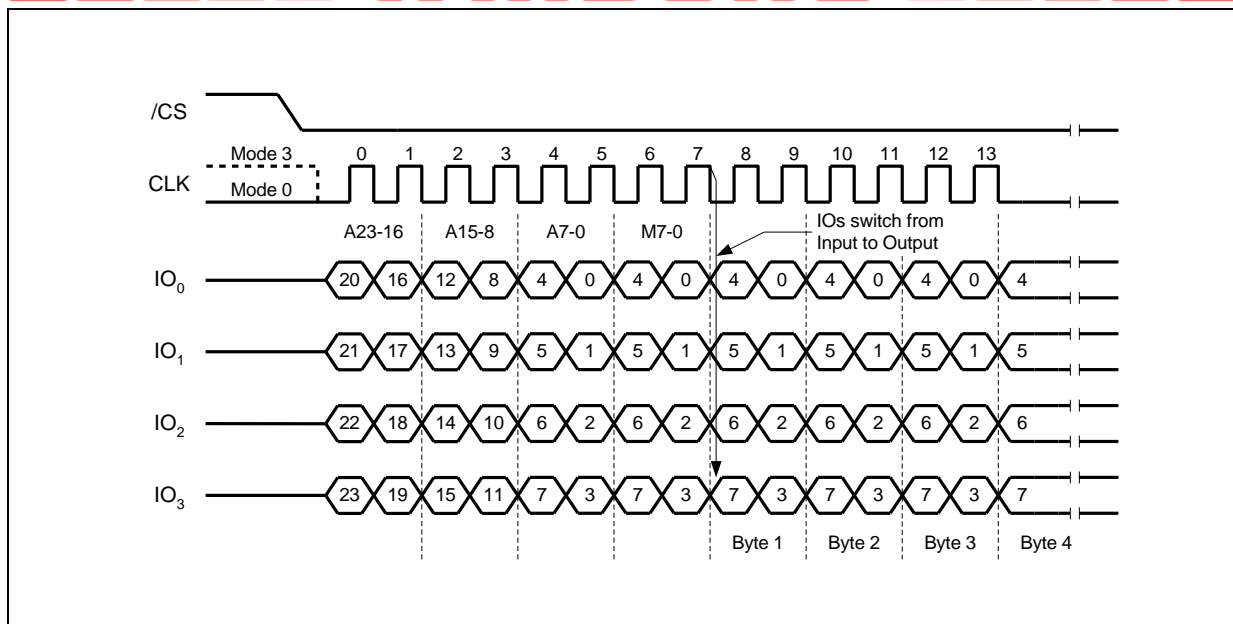 /CS
Mode 3 0 1 2 3 4 5 6 7 8 9 10 11 12 13
CLK
Mode 0
A23-16 A15-8 A7-0 M7-0 IOs switch from
Input to Output
IO0 20 16 12 8 4 0 4 0 4 0 4 0 4 0 4
IO1 21 17 13 9 5 1 5 1 5 1 5 1 5 1 5
IO2 22 18 14 10 6 2 6 2 6 2 6 2 6 2 6
IO3 23 19 15 11 7 3 7 3 7 3 7 3 7 3 7
Byte 1 Byte 2 Byte 3 Byte 4